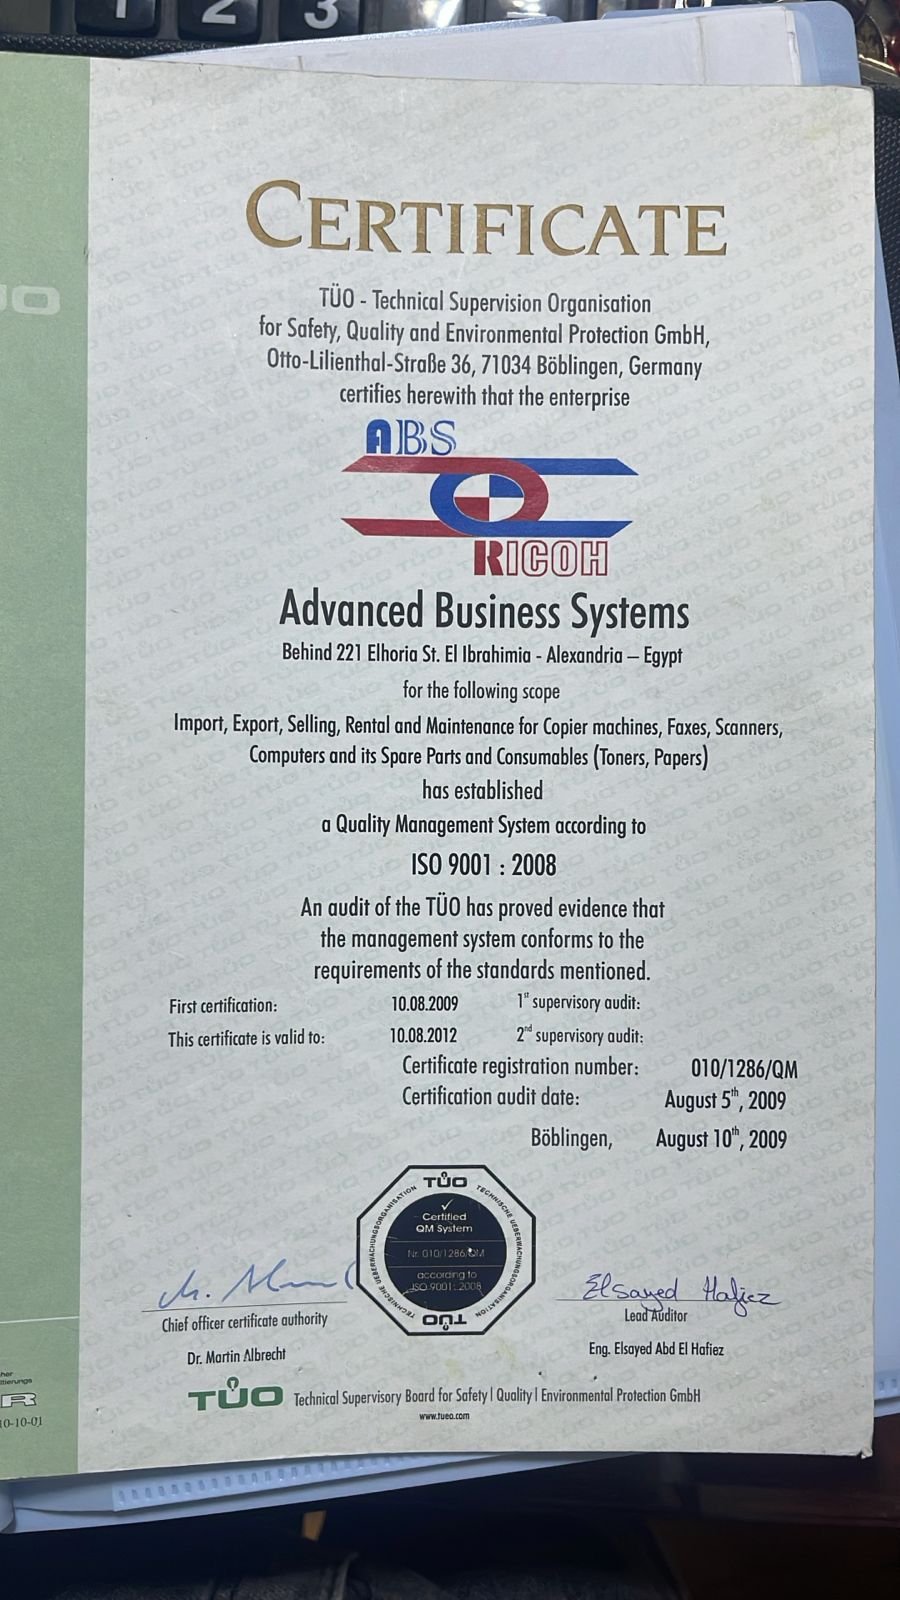 1 2 3
CERTIFICATE
TÜO - Technical Supervision Organisation
for Safety, Quality and Environmental Protection GmbH,
Otto-Lilienthal-Straße 36, 71034 Böblingen, Germany
certifies herewith that the enterprise
ABS
RICOH
Advanced Business Systems
Behind 221 Elhoria St. El Ibrahimia - Alexandria – Egypt
for the following scope
Import, Export, Selling, Rental and Maintenance for Copier machines, Faxes, Scanners,
Computers and its Spare Parts and Consumables (Toners, Papers)
has established
a Quality Management System according to
ISO 9001 : 2008
An audit of the TÜO has proved evidence that
the management system conforms to the
requirements of the standards mentioned.
First certification: 10.08.2009 1st supervisory audit:
This certificate is valid to: 10.08.2012 2nd supervisory audit:
Certificate registration number: 010/1286/QM
Certification audit date: August 5th, 2009
Böblingen, August 10th, 2009
TÜO
TECHNISCHE UEBERWACHUNGSORGANISATION
TECHNISCHE UEBERWACHUNGSORGANISATION
Certified
QM System
Nr. 010/1286/QM
according to
ISO 9001:2008
TÜO
Elsayed Hafiez
Chief officer certificate authority
Lead Auditor
Dr. Martin Albrecht
Eng. Elsayed Abd El Hafiez
TÜO Technical Supervisory Board for Safety | Quality | Environmental Protection GmbH
www.tueo.com